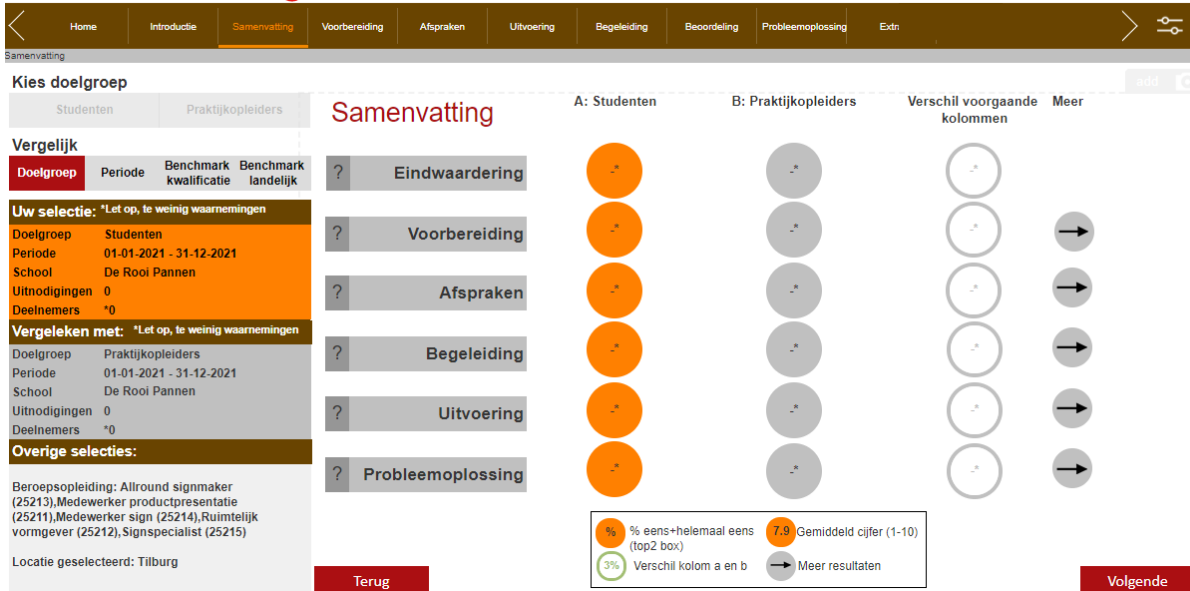 Home Introductie Samenvatting Voorbereiding Afspraken Uitvoering Begeleiding Beoordeling Probleemoplossing Extra
Samenvatting
Kies doelgroep
add
Studenten Praktijkopleiders
Samenvatting
A: Studenten B: Praktijkopleiders Verschil voorgaande kolommen Meer
Vergelijk
Doelgroep Periode Benchmark kwalificatie Benchmark landelijk
Uw selectie: *Let op, te weinig waarnemingen
Doelgroep Studenten
Periode 01-01-2021 - 31-12-2021
School De Rooi Pannen
Uitnodigingen 0
Deelnemers *0
Vergeleken met: *Let op, te weinig waarnemingen
Doelgroep Praktijkopleiders
Periode 01-01-2021 - 31-12-2021
School De Rooi Pannen
Uitnodigingen 0
Deelnemers *0
Overige selecties:
Beroepsopleiding: Allround signmaker
(25213),Medewerker productpresentatie
(25211),Medewerker sign (25214),Ruimtelijk
vormgever (25212),Signspecialist (25215)
Locatie geselecteerd: Tilburg
? Eindwaardering -* -* -*
? Voorbereiding -* -* -*
? Afspraken -* -* -*
? Begeleiding -* -* -*
? Uitvoering -* -* -*
? Probleemoplossing -* -* -*
% % eens+helemaal eens
(top2 box)
7.9 Gemiddeld cijfer (1-10)
3% Verschil kolom a en b
Meer resultaten
Terug
Volgende